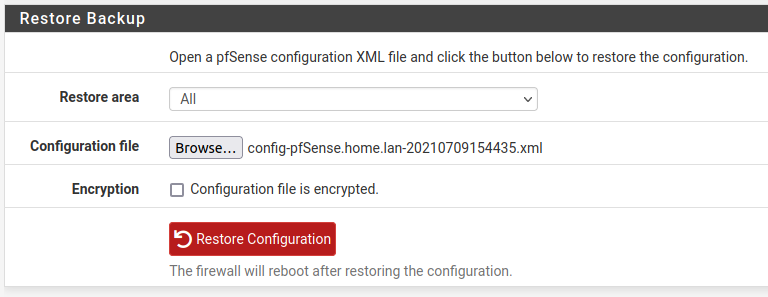 Restore Backup
Open a pfSense configuration XML file and click the button below to restore the configuration.
Restore area All
Configuration file Browse... config-pfSense.home.lan-20210709154435.xml
Encryption Configuration file is encrypted.
Restore Configuration
The firewall will reboot after restoring the configuration.